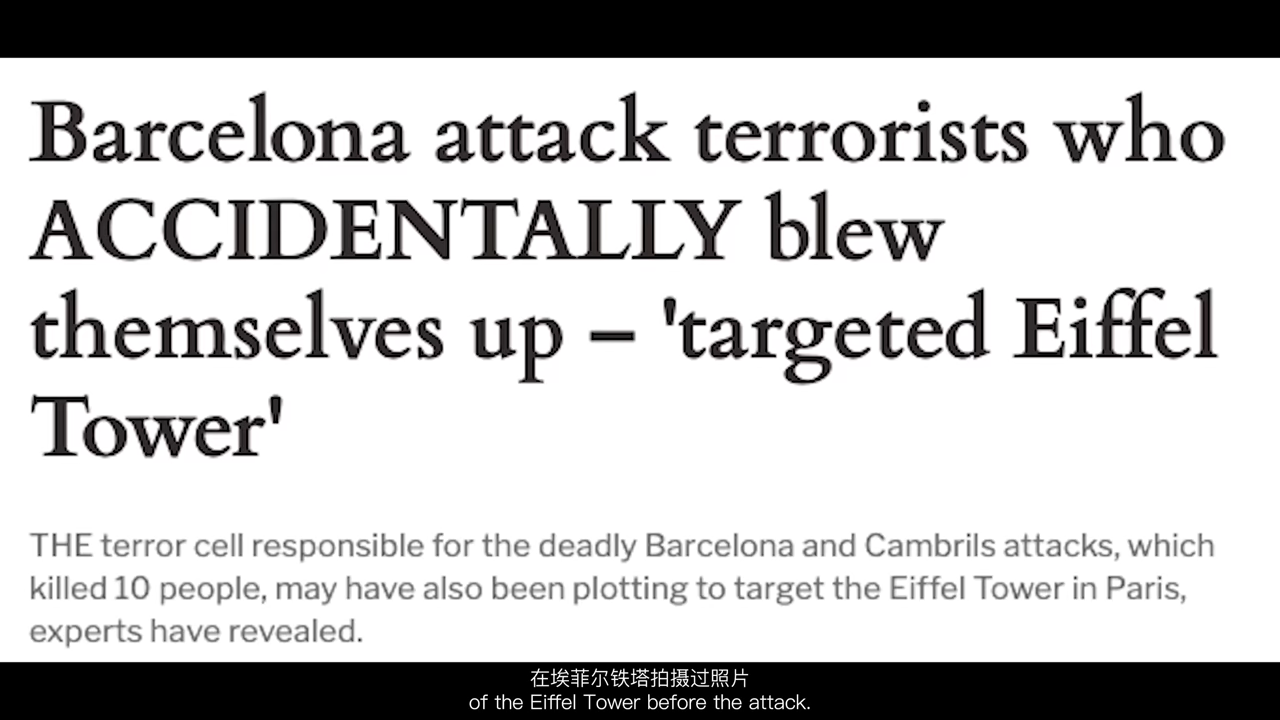 Barcelona attack terrorists who
ACCIDENTALLY blew
themselves up – 'targeted Eiffel
Tower'
THE terror cell responsible for the deadly Barcelona and Cambrils attacks, which
killed 10 people, may have also been plotting to target the Eiffel Tower in Paris,
experts have revealed.
在埃菲尔铁塔拍摄过照片
of the Eiffel Tower before the attack.